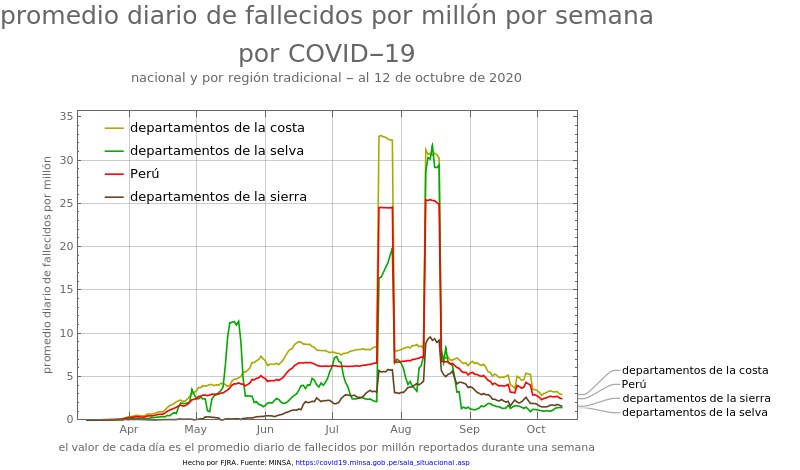 promedio diario de fallecidos por millón por semana
por COVID−19
nacional y por región tradicional − al 12 de octubre de 2020
promedio diario de fallecidos por millón
35
30
25
20
15
10
5
0
departamentos de la costa
departamentos de la selva
Perú
departamentos de la sierra
Apr May Jun Jul Aug Sep Oct
departamentos de la costa
Perú
departamentos de la sierra
departamentos de la selva
el valor de cada día es el promedio diario de fallecidos por millón reportados durante una semana
Hecho por FJRA. Fuente: MINSA, https://covid19.minsa.gob.pe/sala_situacional.asp